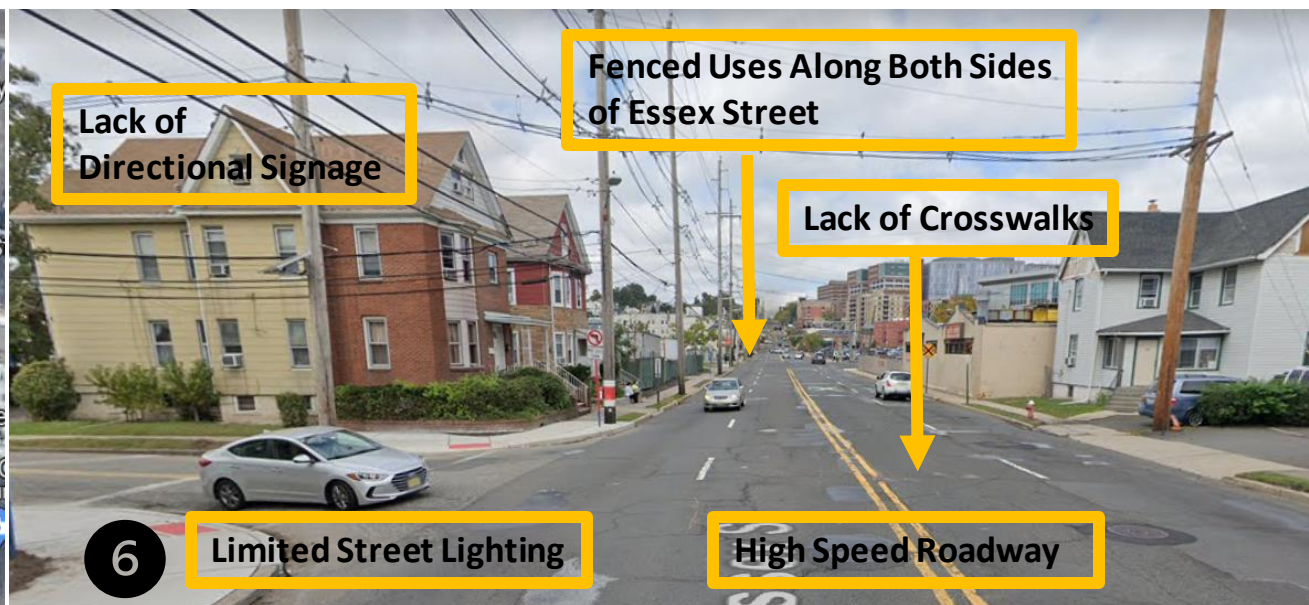 Fenced Uses Along Both Sides
of Essex Street
Lack of
Directional Signage
Lack of Crosswalks
6
Limited Street Lighting
High Speed Roadway